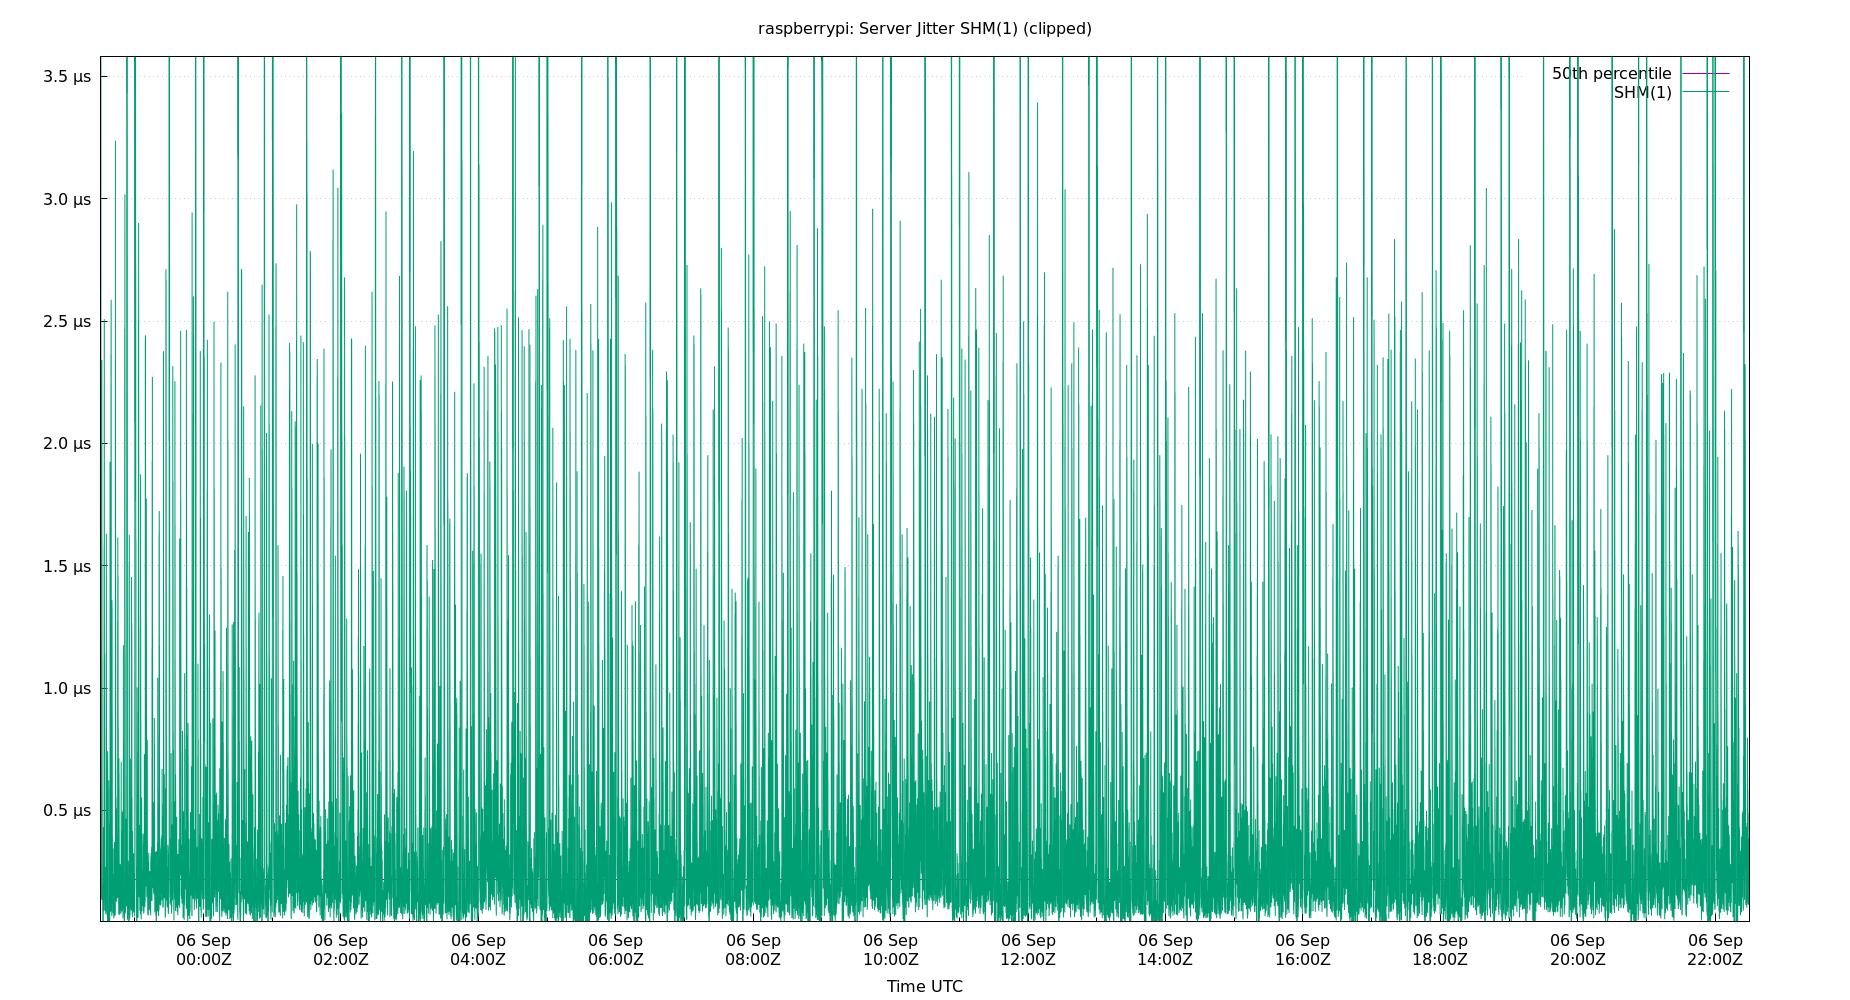 raspberrypi: Server Jitter SHM(1) (clipped)
50th percentile
SHM(1)
3.5 µs
3.0 µs
2.5 µs
2.0 µs
1.5 µs
1.0 µs
0.5 µs
06 Sep 06 Sep 06 Sep 06 Sep 06 Sep 06 Sep 06 Sep 06 Sep 06 Sep 06 Sep 06 Sep 06 Sep
00:00Z 02:00Z 04:00Z 06:00Z 08:00Z 10:00Z 12:00Z 14:00Z 16:00Z 18:00Z 20:00Z 22:00Z
Time UTC